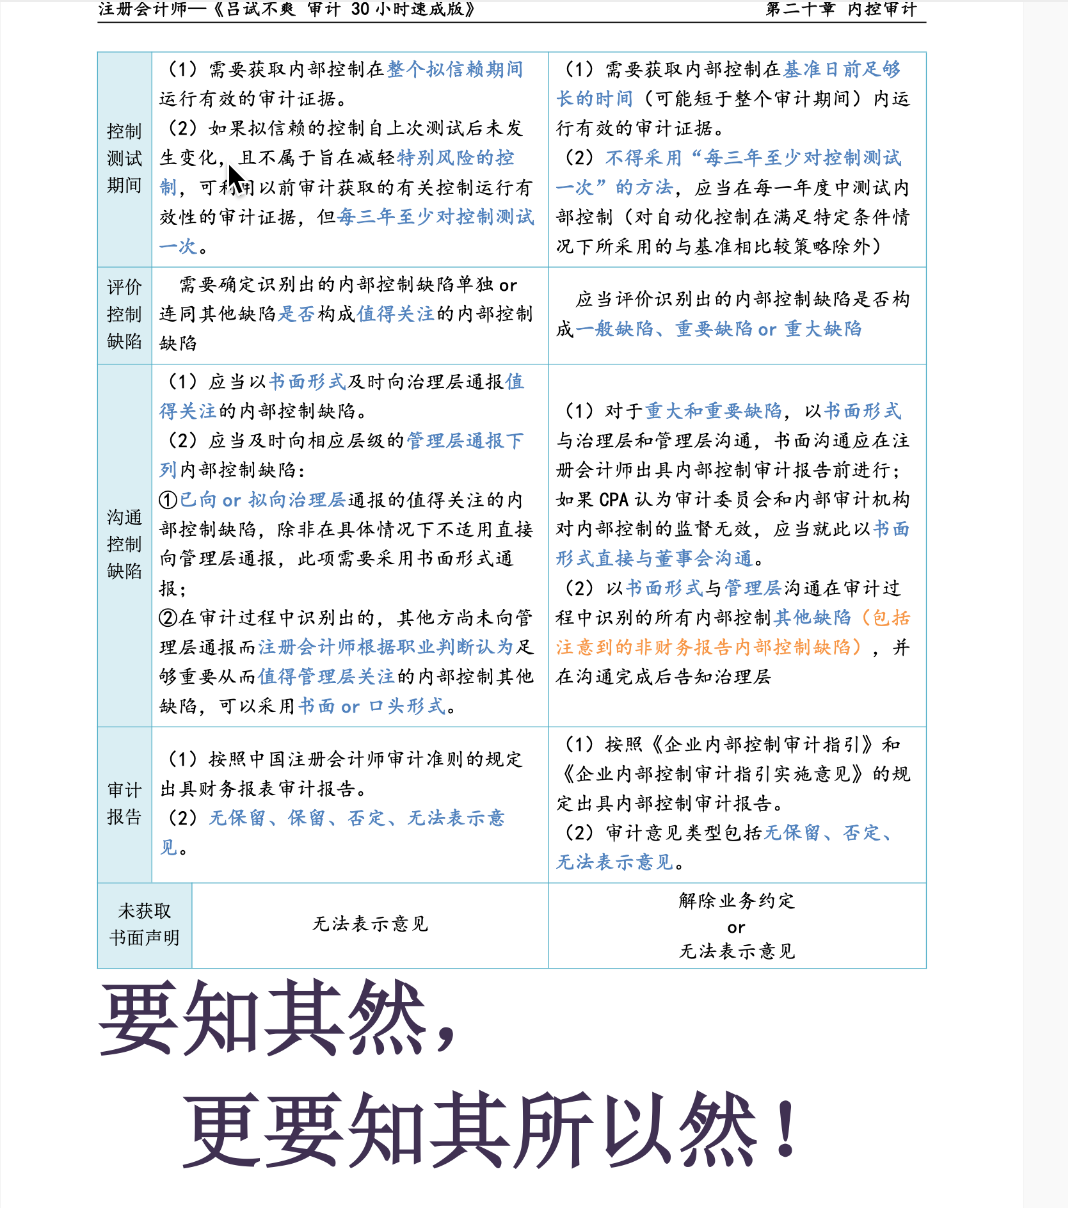 注册会计师—《吕试不爽 审计 30 小时速成版》
第二十章 内控审计
控制
测试
期间
（1）需要获取内部控制在整个拟信赖期间
运行有效的审计证据。
（2）如果拟信赖的控制自上次测试后未发
生变化，且不属于旨在减轻特别风险的控
制，可利用以前审计获取的有关控制运行有
效性的审计证据，但每三年至少对控制测试
一次。
（1）需要获取内部控制在基准日前足够
长的时间（可能短于整个审计期间）内运
行有效的审计证据。
（2）不得采用“每三年至少对控制测试
一次”的方法，应当在每一年度中测试内
部控制（对自动化控制在满足特定条件情
况下所采用的与基准相比较策略除外）
评价
控制
缺陷
需要确定识别出的内部控制缺陷单独 or
连同其他缺陷是否构成值得关注的内部控制
缺陷
应当评价识别出的内部控制缺陷是否构
成一般缺陷、重要缺陷 or 重大缺陷
沟通
控制
缺陷
（1）应当以书面形式及时向治理层通报值
得关注的内部控制缺陷。
（2）应当及时向相应层级的管理层通报下
列内部控制缺陷：
①已向 or 拟向治理层通报的值得关注的内
部控制缺陷，除非在具体情况下不适用直接
向管理层通报，此项需要采用书面形式通
报；
②在审计过程中识别出的，其他方尚未向管
理层通报而注册会计师根据职业判断认为足
够重要从而值得管理层关注的内部控制其他
缺陷，可以采用书面 or 口头形式。
（1）对于重大和重要缺陷，以书面形式
与治理层和管理层沟通，书面沟通应在注
册会计师出具内部控制审计报告前进行；
如果 CPA 认为审计委员会和内部审计机构
对内部控制的监督无效，应当就此以书面
形式直接与董事会沟通。
（2）以书面形式与管理层沟通在审计过
程中识别的所有内部控制其他缺陷（包括
注意到的非财务报告内部控制缺陷），并
在沟通完成后告知治理层
审计
报告
（1）按照中国注册会计师审计准则的规定
出具财务报表审计报告。
（2）无保留、保留、否定、无法表示意
见。
（1）按照《企业内部控制审计指引》和
《企业内部控制审计指引实施意见》的规
定出具内部控制审计报告。
（2）审计意见类型包括无保留、否定、
无法表示意见。
未获取
书面声明
无法表示意见
解除业务约定
or
无法表示意见
要知其然，
更要知其所以然！